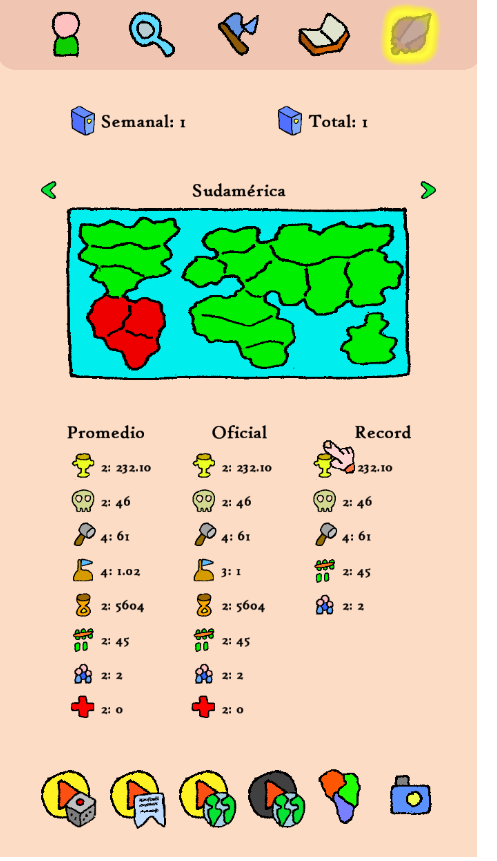 Semanal: 1 Total: 1
Sudamérica
Promedio Oficial Record
2: 232.10 2: 232.10 232.10
2: 46 2: 46 2: 46
4: 61 4: 61 4: 61
4: 1.02 3: 1 2: 45
2: 5604 2: 5604 2: 2
2: 45 2: 45
2: 2 2: 2
2: 0 2: 0